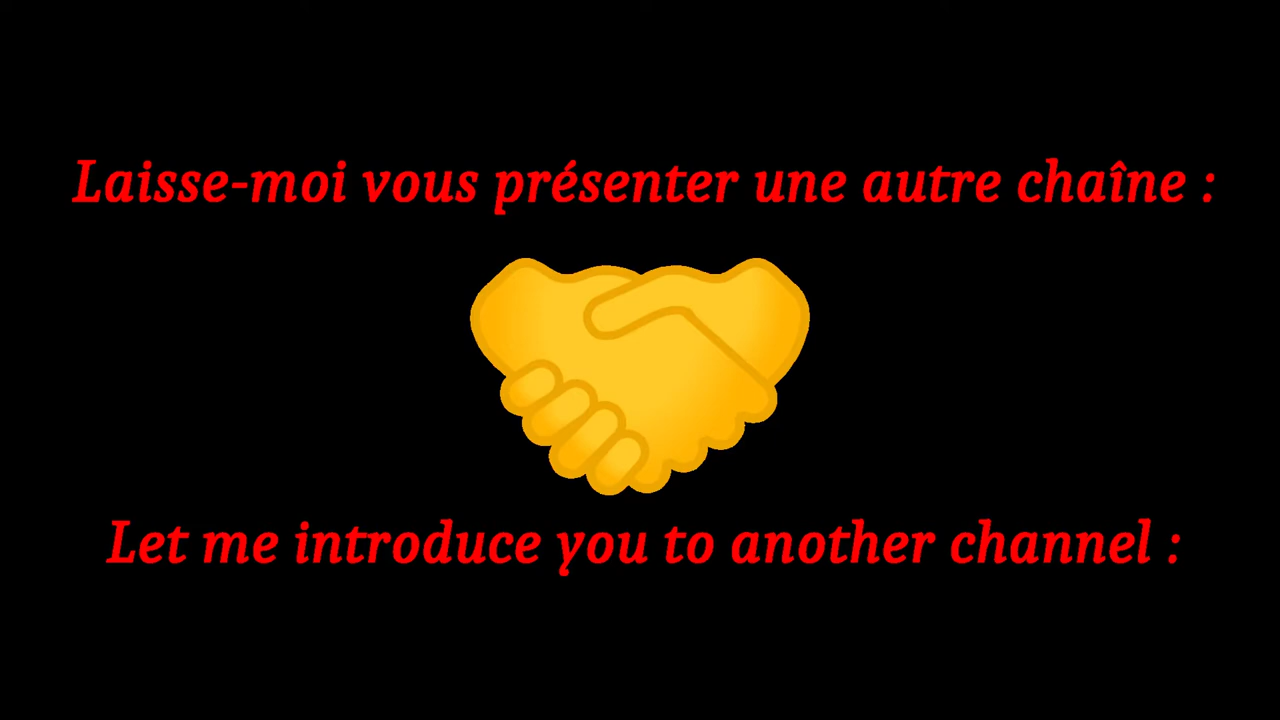 Laisse-moi vous présenter une autre chaîne :
Let me introduce you to another channel :